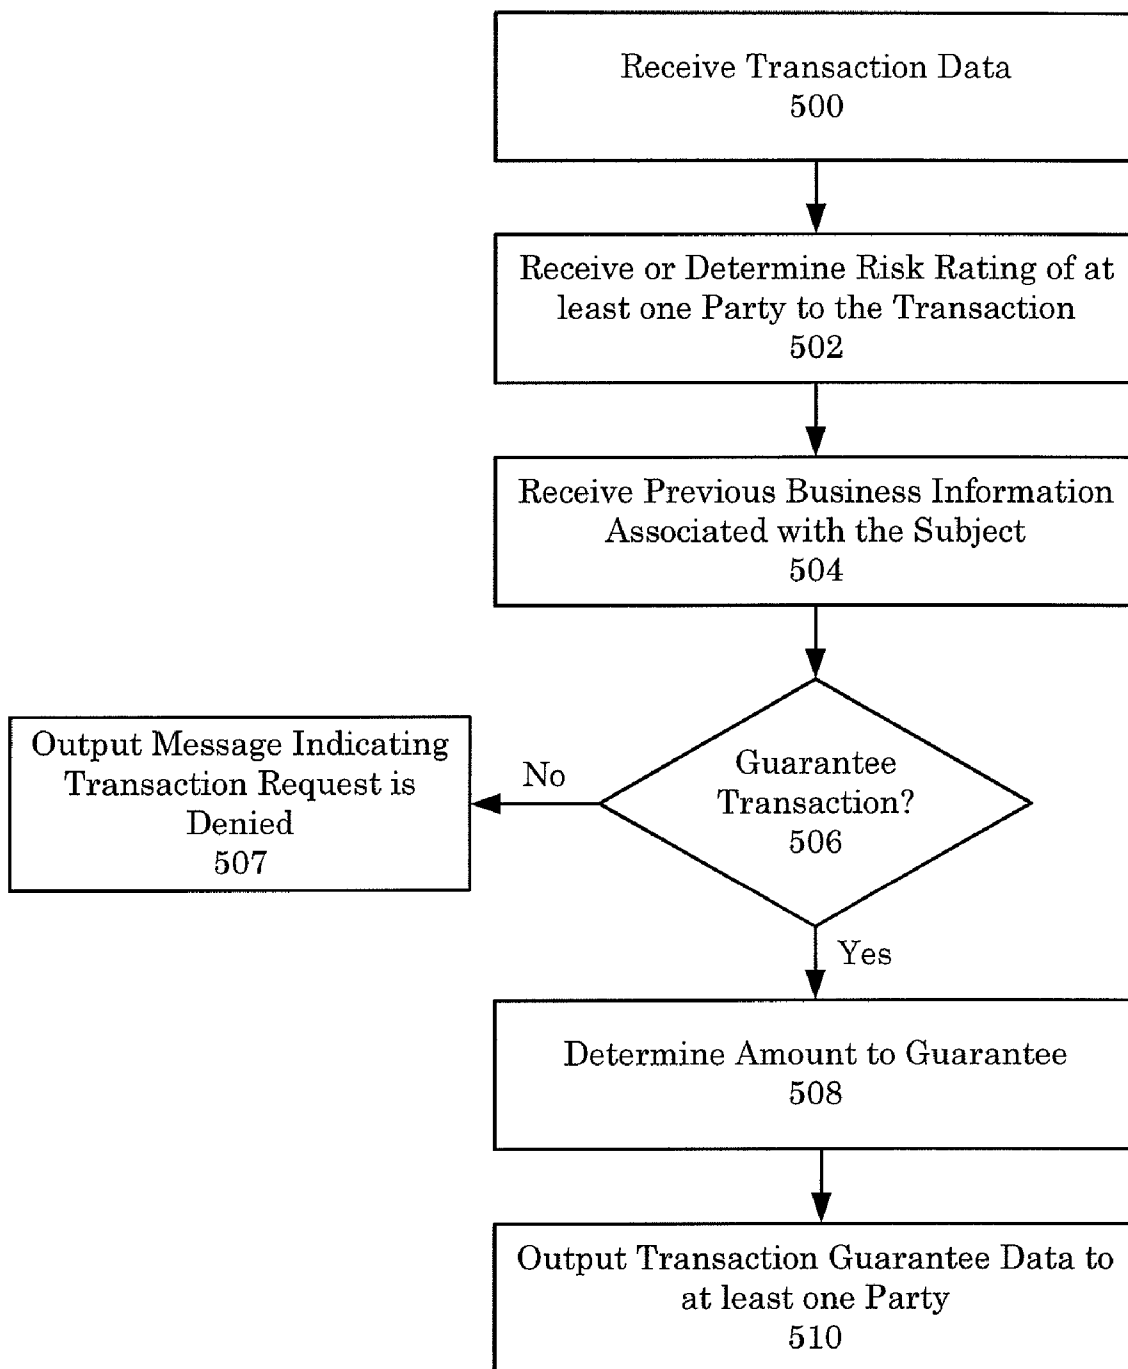 Receive Transaction Data
500
Receive or Determine Risk Rating of at
least one Party to the Transaction
502
Receive Previous Business Information
Associated with the Subject
504
Guarantee
Transaction?
506
No
Output Message Indicating
Transaction Request is
Denied
507
Yes
Determine Amount to Guarantee
508
Output Transaction Guarantee Data to
at least one Party
510